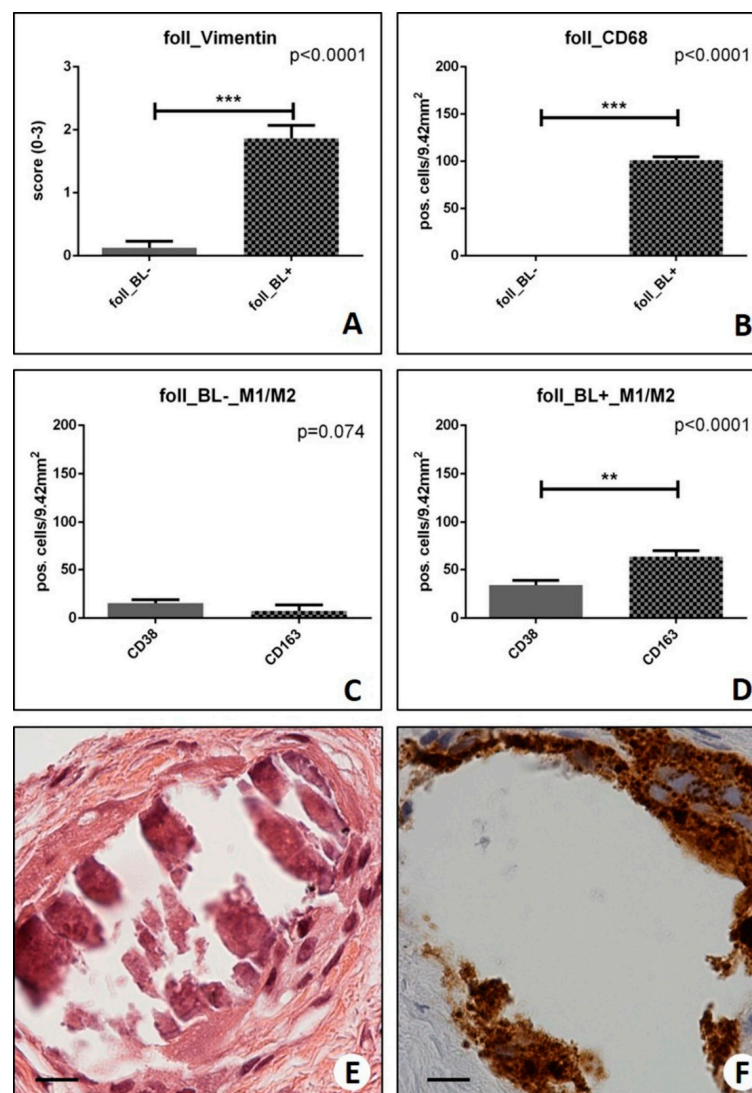 foll_Vimentin
p<0.0001
3
2
1
0
score (0-3)
***
foll_BL-
foll_BL+
A
foll_CD68
p<0.0001
200
150
100
50
0
pos. cells/9.42mm²
***
foll_BL-
foll_BL+
B
foll_BL-_M1/M2
p=0.074
200
150
100
50
0
pos. cells/9.42mm²
CD38
CD163
C
foll_BL+_M1/M2
p<0.0001
200
150
100
50
0
pos. cells/9.42mm²
**
CD38
CD163
D
E
F